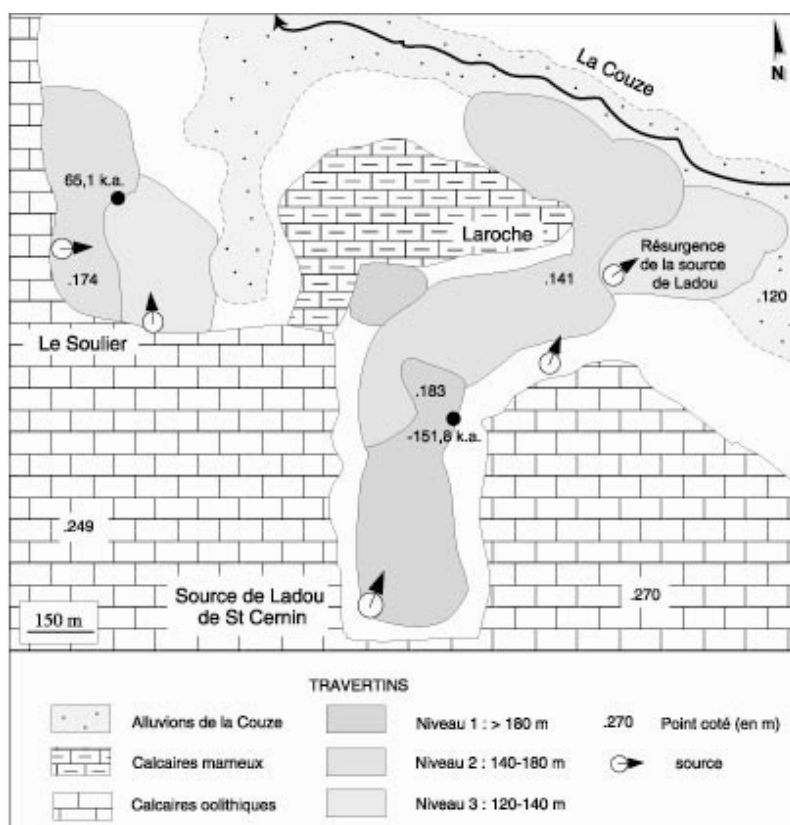 La Couze
N
65,1 k.a.
Laroche
Résurgence
de la source
de Ladou
.174
.141
.120
Le Soulier
.183
-151,8 k.a.
.249
Source de Ladou
de St Cernin
.270
150 m
TRAVERTINS
Alluvions de la Couze
Niveau 1 : > 180 m
.270 Point coté (en m)
Calcaires marneux
Niveau 2 : 140-180 m
source
Calcaires oolithiques
Niveau 3 : 120-140 m